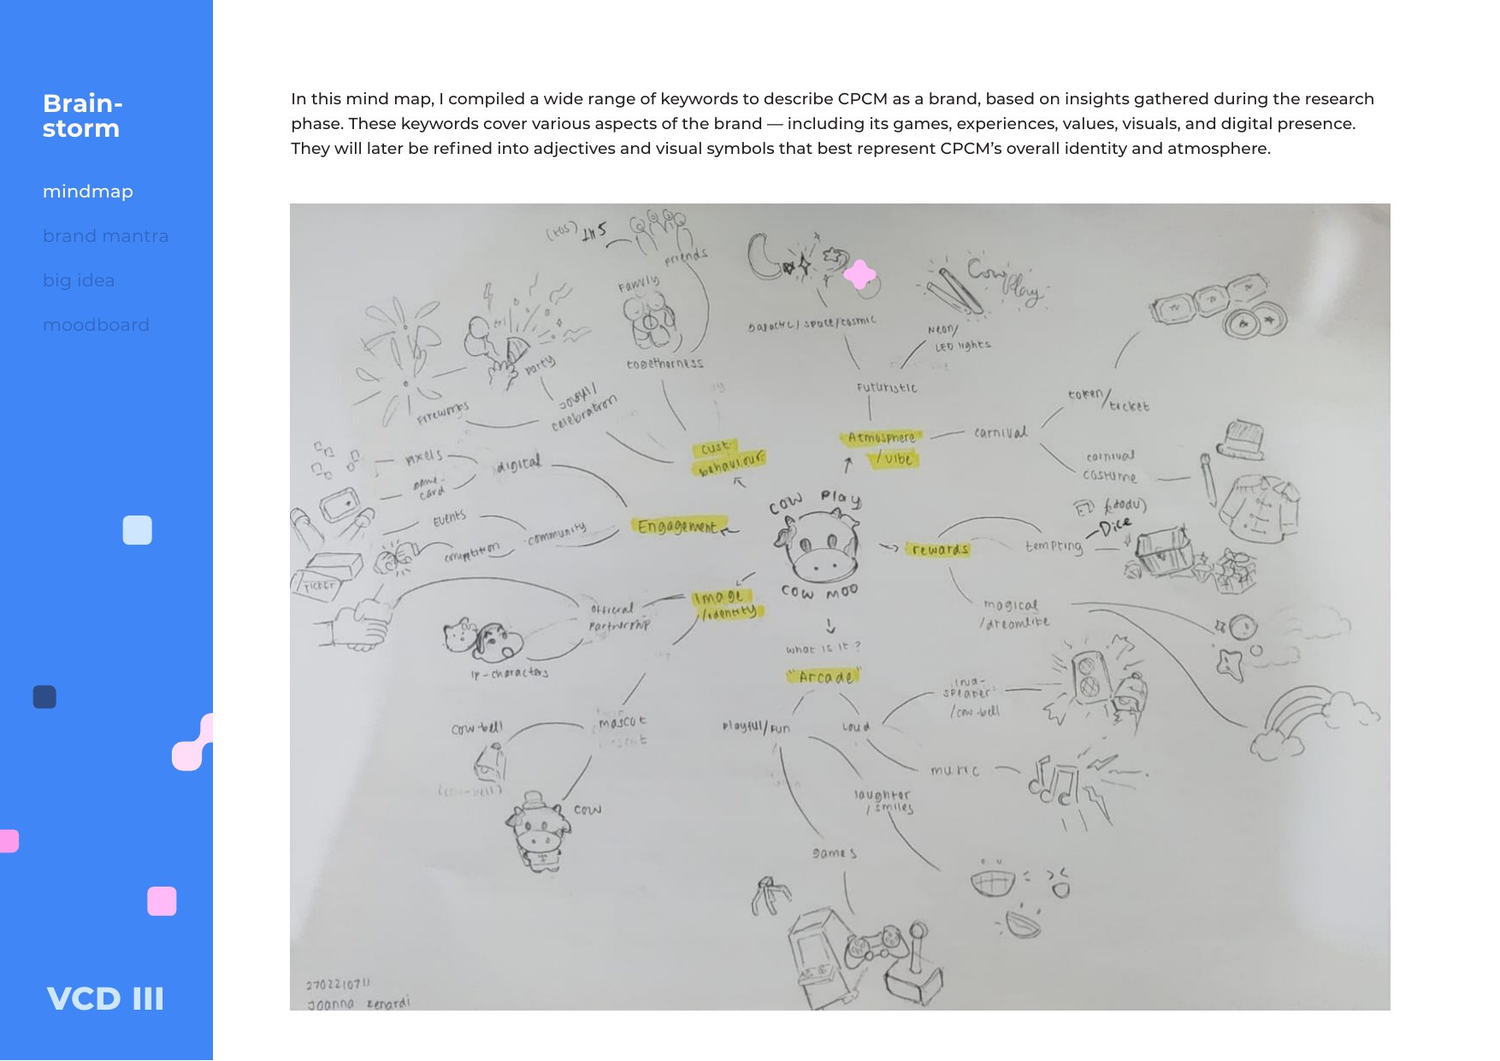 Brain-
storm
mindmap
brand mantra
big idea
moodboard
VCD III
In this mind map, I compiled a wide range of keywords to describe CPCM as a brand, based on insights gathered during the research
phase. These keywords cover various aspects of the brand — including its games, experiences, values, visuals, and digital presence.
They will later be refined into adjectives and visual symbols that best represent CPCM’s overall identity and atmosphere.
Friends
Family
togetherness
party
Fireworks
celebration
cust.
behaviour
galactic/space/cosmic
Cow
Play
Neon/
LED lights
Futuristic
Atmosphere
/vibe
carnival
token/
ticket
carnival
costume
pixels
digital
game-
card
Events
community
Engagement
TICKET
COW PLAY
COW MOO
rewards
tempting
Dice
magical
/dreamlike
Image
/identity
official
partnership
ip-characters
mascot
cow-bell
cow
what is it?
"Arcade"
playful/Fun
loud
speaker
/cow-bell
music
laughter
/smiles
games
2702210711